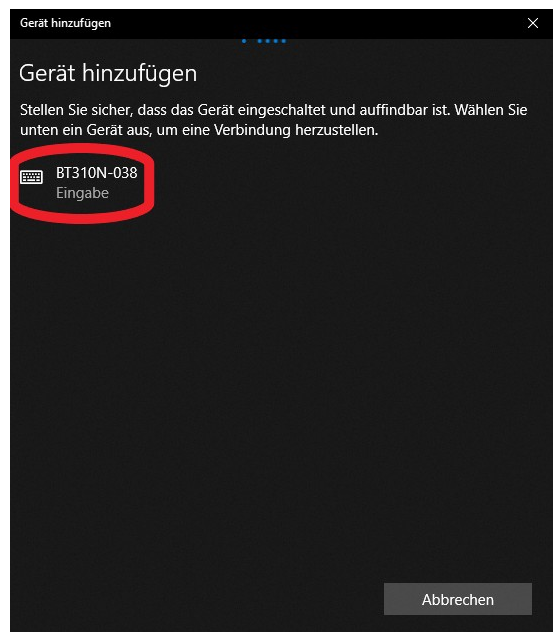 Gerät hinzufügen
Gerät hinzufügen
Stellen Sie sicher, dass das Gerät eingeschaltet und auffindbar ist. Wählen Sie
unten ein Gerät aus, um eine Verbindung herzustellen.
BT310N-038
Eingabe
Abbrechen